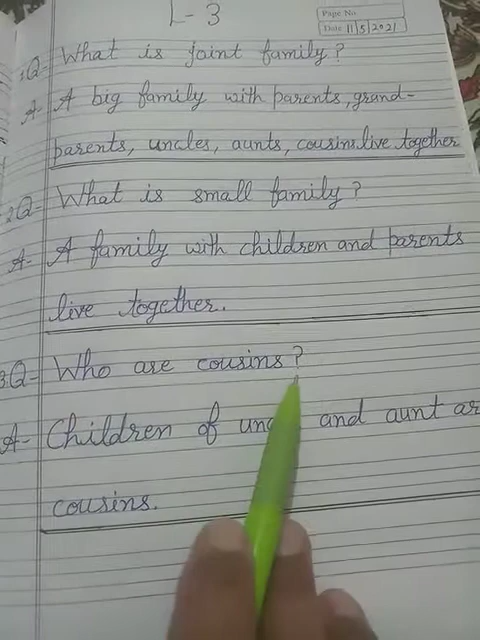 L-3
Page No
Date 11/5/2021
1Q- What is joint family?
A- A big family with parents, grand-
parents, uncles, aunts, cousins live together
2Q- What is small family?
A- A family with children and parents
live together.
3.Q- Who are cousins?
A- Children of and aunt
cousins.